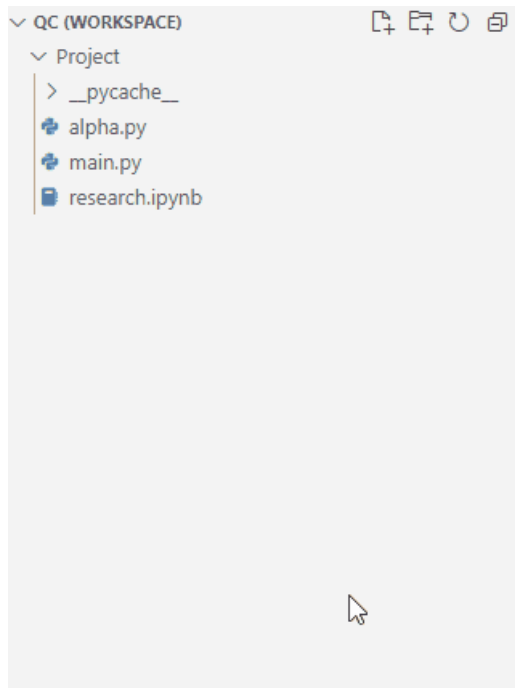 QC (WORKSPACE)
Project
__pycache__
alpha.py
main.py
research.ipynb